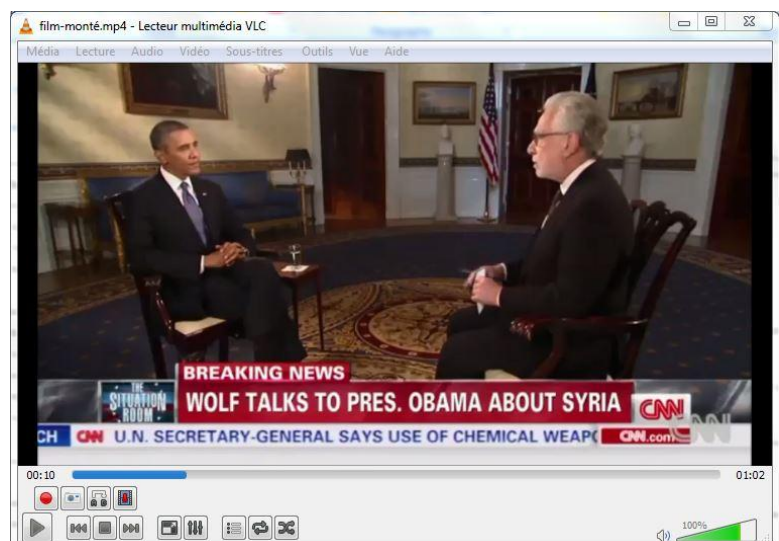 film-monté.mp4 - Lecteur multimédia VLC
Média Lecture Audio Vidéo Sous-titres Outils Vue Aide
BREAKING NEWS
THE SITUATION ROOM
WOLF TALKS TO PRES. OBAMA ABOUT SYRIA
CNN
CH CNN U.N. SECRETARY-GENERAL SAYS USE OF CHEMICAL WEAP
CNN.com
CNN
00:10
01:02
100%